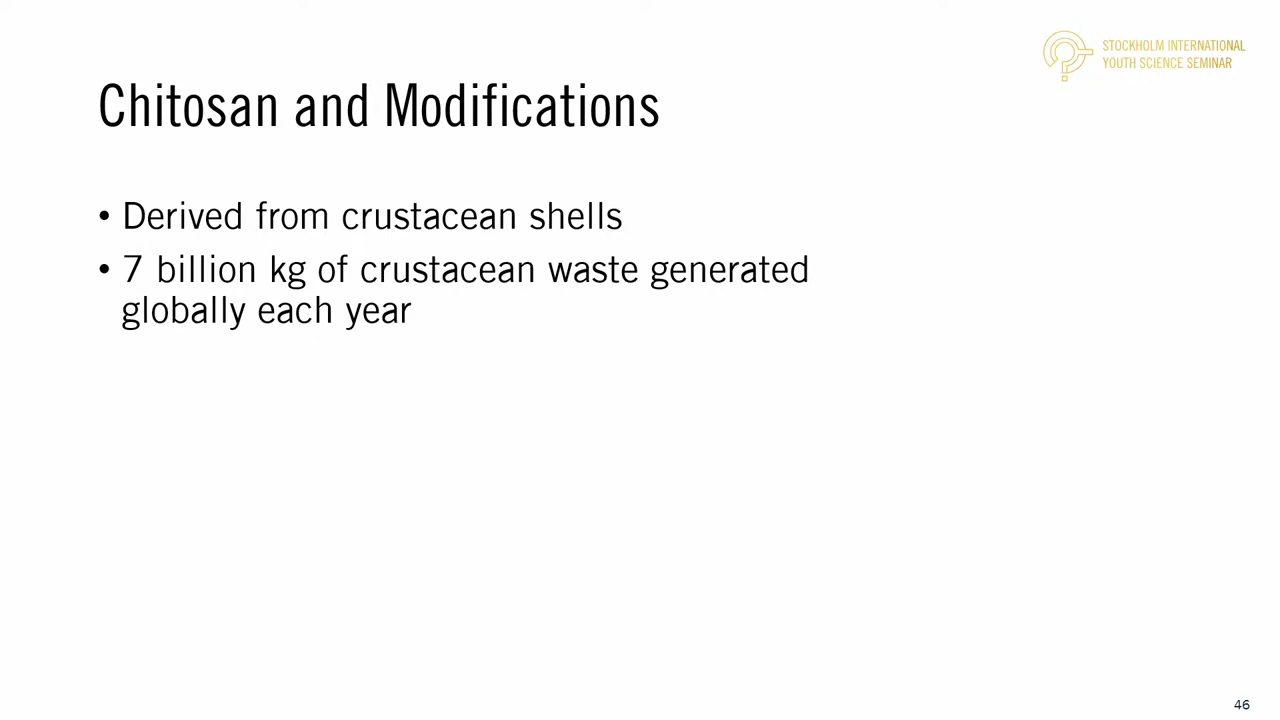 STOCKHOLM INTERNATIONAL
YOUTH SCIENCE SEMINAR
Chitosan and Modifications
• Derived from crustacean shells
• 7 billion kg of crustacean waste generated
globally each year
46